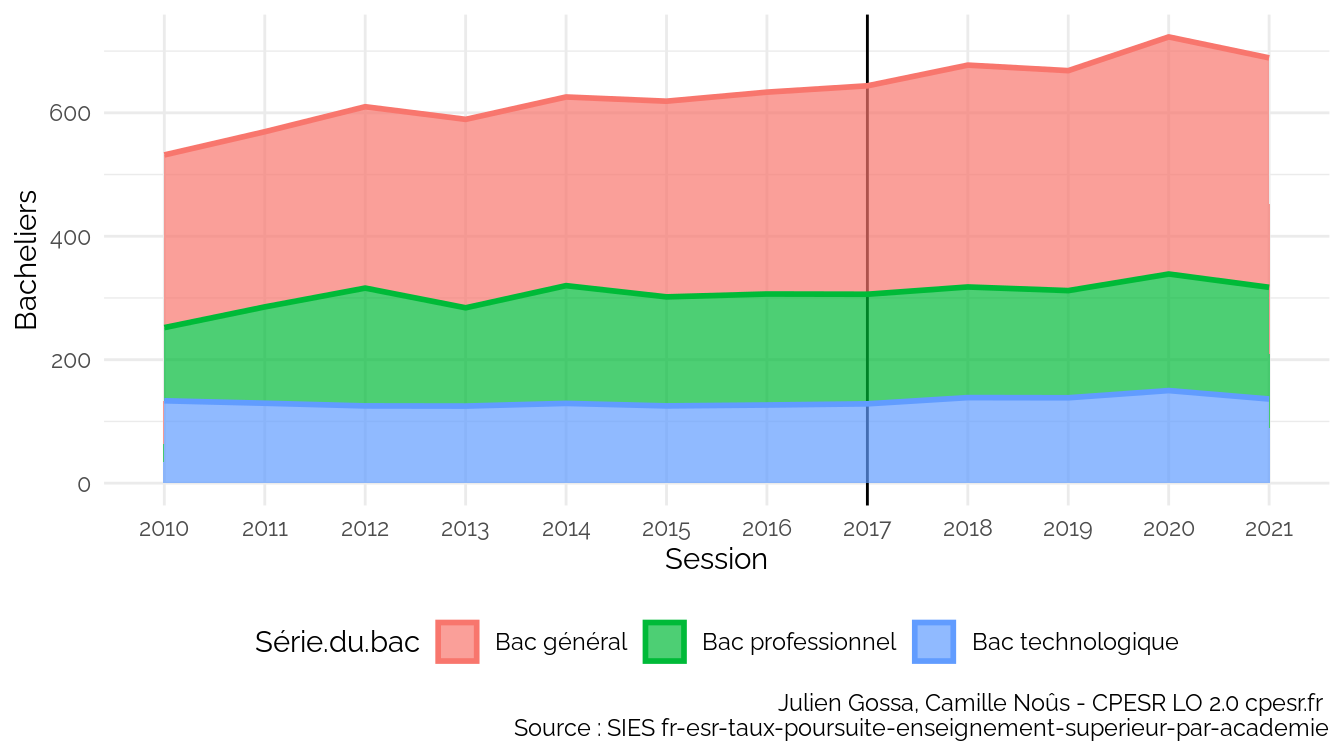 600
400
200
0
Bacheliers
2010 2011 2012 2013 2014 2015 2016 2017 2018 2019 2020 2021
Session
Série.du.bac Bac général Bac professionnel Bac technologique
Julien Gossa, Camille Noûs - CPESR LO 2.0 cpesr.fr
Source : SIES fr-esr-taux-poursuite-enseignement-superieur-par-academie